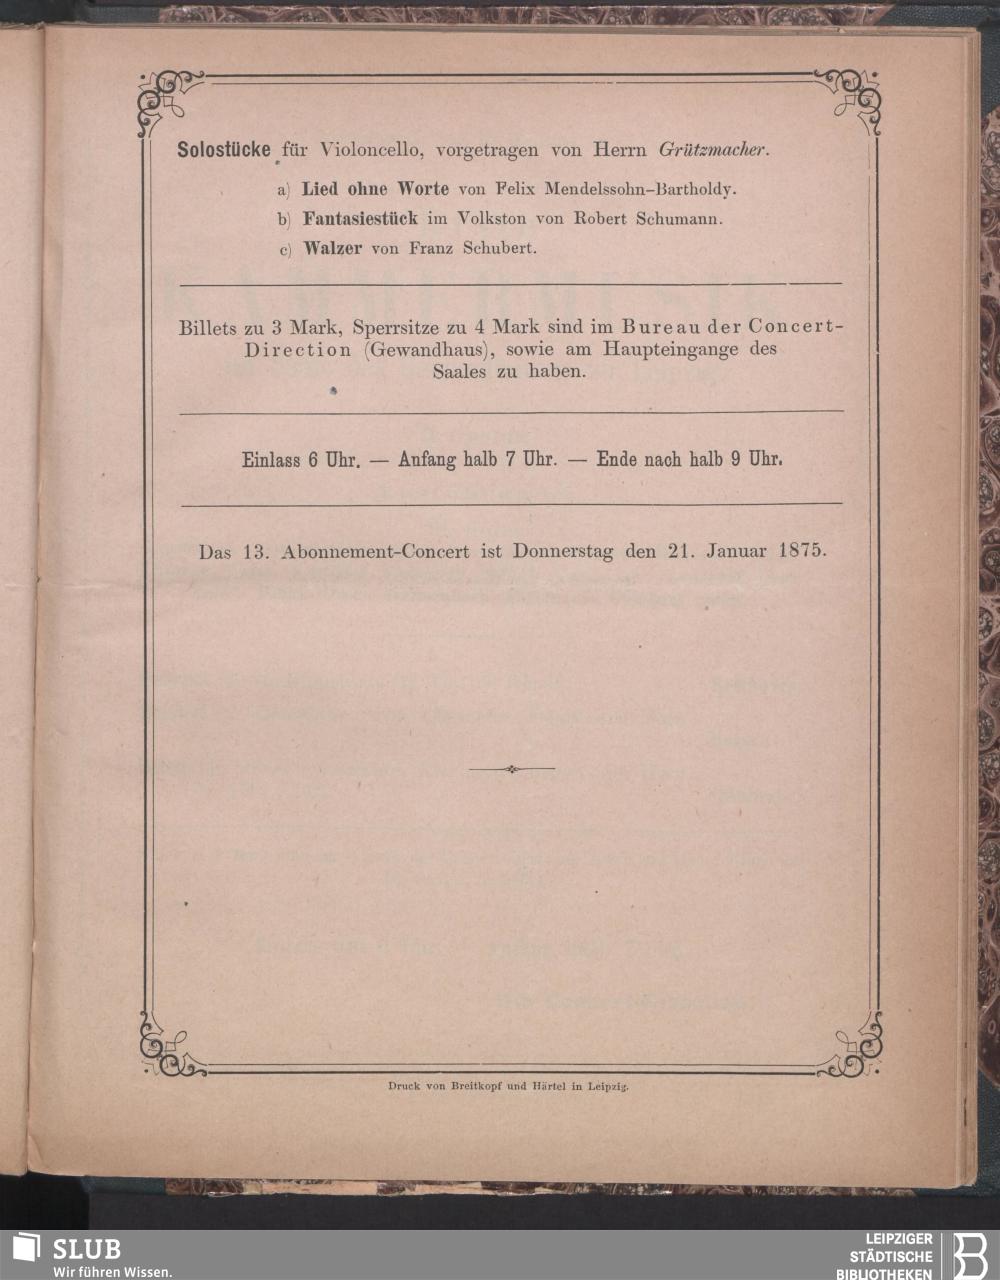 Solostücke für Violoncello, vorgetragen von Herrn Grützmacher.
a) Lied ohne Worte von Felix Mendelssohn-Bartholdy.
b) Fantasiestück im Volkston von Robert Schumann.
c) Walzer von Franz Schubert.
Billets zu 3 Mark, Sperrsitze zu 4 Mark sind im Bureau der Concert-
Direction (Gewandhaus), sowie am Haupteingange des
Saales zu haben.
Einlass 6 Uhr. — Anfang halb 7 Uhr. — Ende nach halb 9 Uhr.
Das 13. Abonnement-Concert ist Donnerstag den 21. Januar 1875.
Druck von Breitkopf und Härtel in Leipzig.
SLUB
Wir führen Wissen.
LEIPZIGER
STÄDTISCHE
BIBLIOTHEKEN